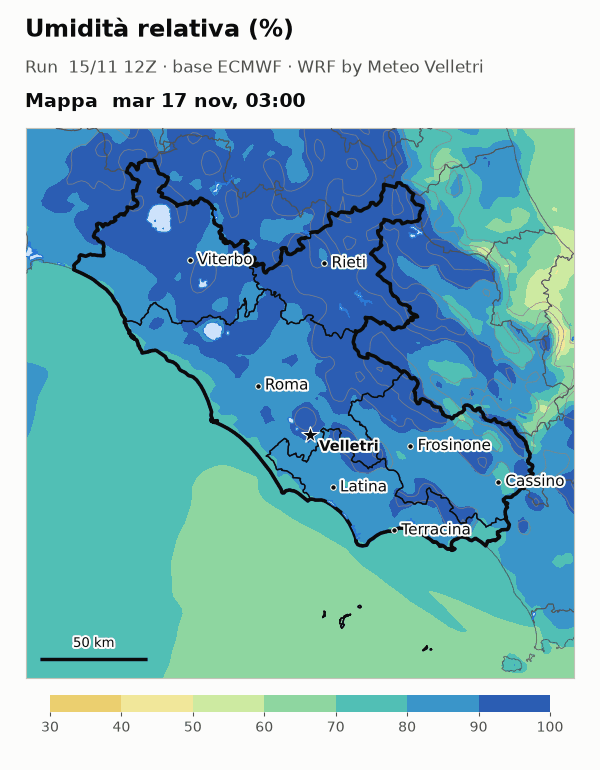 Umidità relativa (%)
Run  15/11 12Z · base ECMWF · WRF by Meteo Velletri
Mappa  mar 17 nov, 03:00
Viterbo
Rieti
Roma
Velletri
Frosinone
Cassino
Latina
Terracina
50 km
30 40 50 60 70 80 90 100